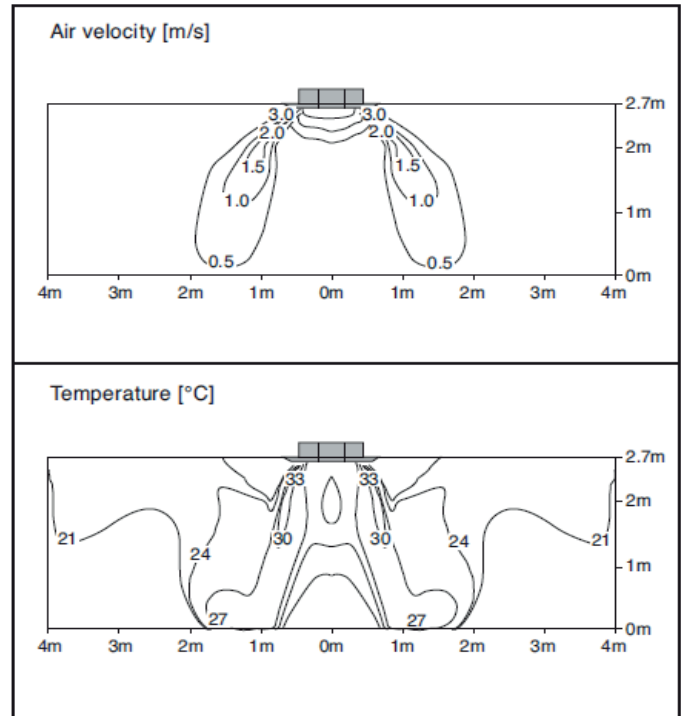 Air velocity [m/s]
3.0 3.0 2.7m
2.0 2.0 2m
1.5 1.5
1.0 1.0 1m
0.5 0.5 0m
4m 3m 2m 1m 0m 1m 2m 3m 4m
Temperature [°C]
2.7m
33 33 2m
21 30 30 24 21
24 1m
27 27 0m
4m 3m 2m 1m 0m 1m 2m 3m 4m